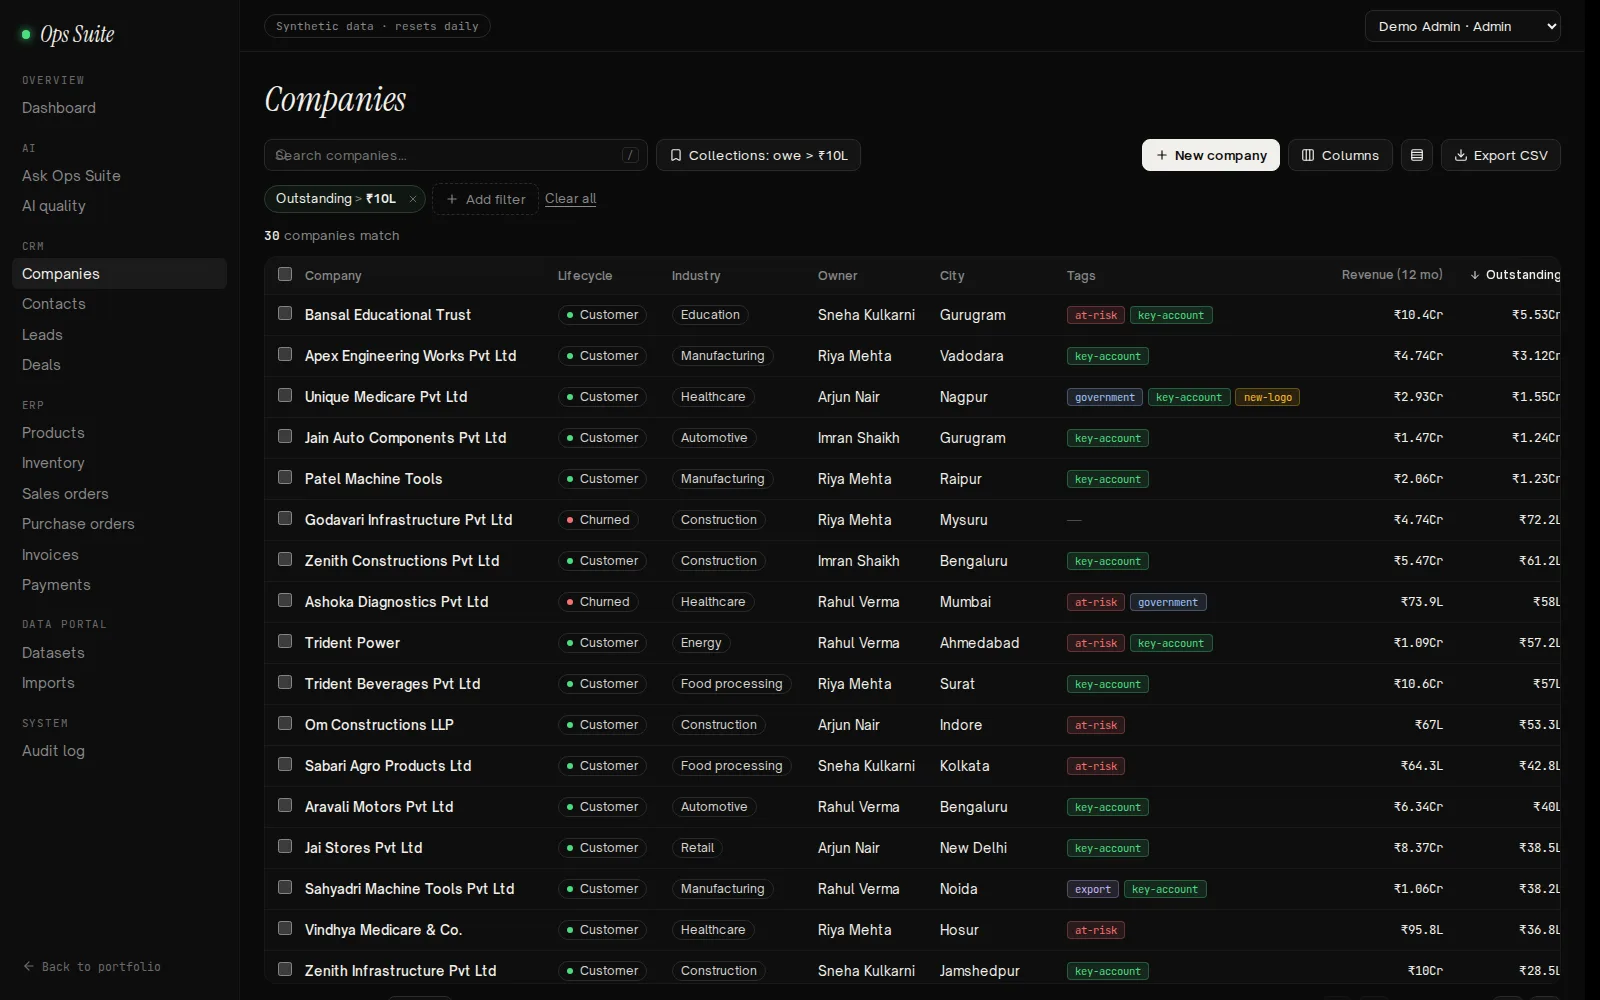 Ops Suite
OVERVIEW
Dashboard
AI
Ask Ops Suite
AI quality
CRM
Companies
Contacts
Leads
Deals
ERP
Products
Inventory
Sales orders
Purchase orders
Invoices
Payments
DATA PORTAL
Datasets
Imports
SYSTEM
Audit log
← Back to portfolio
Synthetic data · resets daily
Demo Admin · Admin
Companies
Search companies… /
Collections: owe > ₹10L
+ New company
Columns
Export CSV
Outstanding > ₹10L ×
+ Add filter
Clear all
30 companies match
Company Lifecycle Industry Owner City Tags Revenue (12 mo) ↓ Outstanding
Bansal Educational Trust Customer Education Sneha Kulkarni Gurugram at-risk key-account ₹10.4Cr ₹5.53Cr
Apex Engineering Works Pvt Ltd Customer Manufacturing Riya Mehta Vadodara key-account ₹4.74Cr ₹3.12Cr
Unique Medicare Pvt Ltd Customer Healthcare Arjun Nair Nagpur government key-account new-logo ₹2.93Cr ₹1.55Cr
Jain Auto Components Pvt Ltd Customer Automotive Imran Shaikh Gurugram key-account ₹1.47Cr ₹1.24Cr
Patel Machine Tools Customer Manufacturing Riya Mehta Raipur key-account ₹2.06Cr ₹1.23Cr
Godavari Infrastructure Pvt Ltd Churned Construction Riya Mehta Mysuru — ₹4.74Cr ₹72.2L
Zenith Constructions Pvt Ltd Customer Construction Imran Shaikh Bengaluru key-account ₹5.47Cr ₹61.2L
Ashoka Diagnostics Pvt Ltd Churned Healthcare Rahul Verma Mumbai at-risk government ₹73.9L ₹58L
Trident Power Customer Energy Rahul Verma Ahmedabad at-risk key-account ₹1.09Cr ₹57.2L
Trident Beverages Pvt Ltd Customer Food processing Riya Mehta Surat key-account ₹10.6Cr ₹57L
Om Constructions LLP Customer Construction Arjun Nair Indore at-risk ₹67L ₹53.3L
Sabari Agro Products Ltd Customer Food processing Sneha Kulkarni Kolkata at-risk ₹64.3L ₹42.8L
Aravali Motors Pvt Ltd Customer Automotive Rahul Verma Bengaluru key-account ₹6.34Cr ₹40L
Jai Stores Pvt Ltd Customer Retail Arjun Nair New Delhi key-account ₹8.37Cr ₹38.5L
Sahyadri Machine Tools Pvt Ltd Customer Manufacturing Rahul Verma Noida export key-account ₹1.06Cr ₹38.2L
Vindhya Medicare & Co. Customer Healthcare Riya Mehta Hosur at-risk ₹95.8L ₹36.8L
Zenith Infrastructure Pvt Ltd Customer Construction Sneha Kulkarni Jamshedpur key-account ₹10Cr ₹28.5L